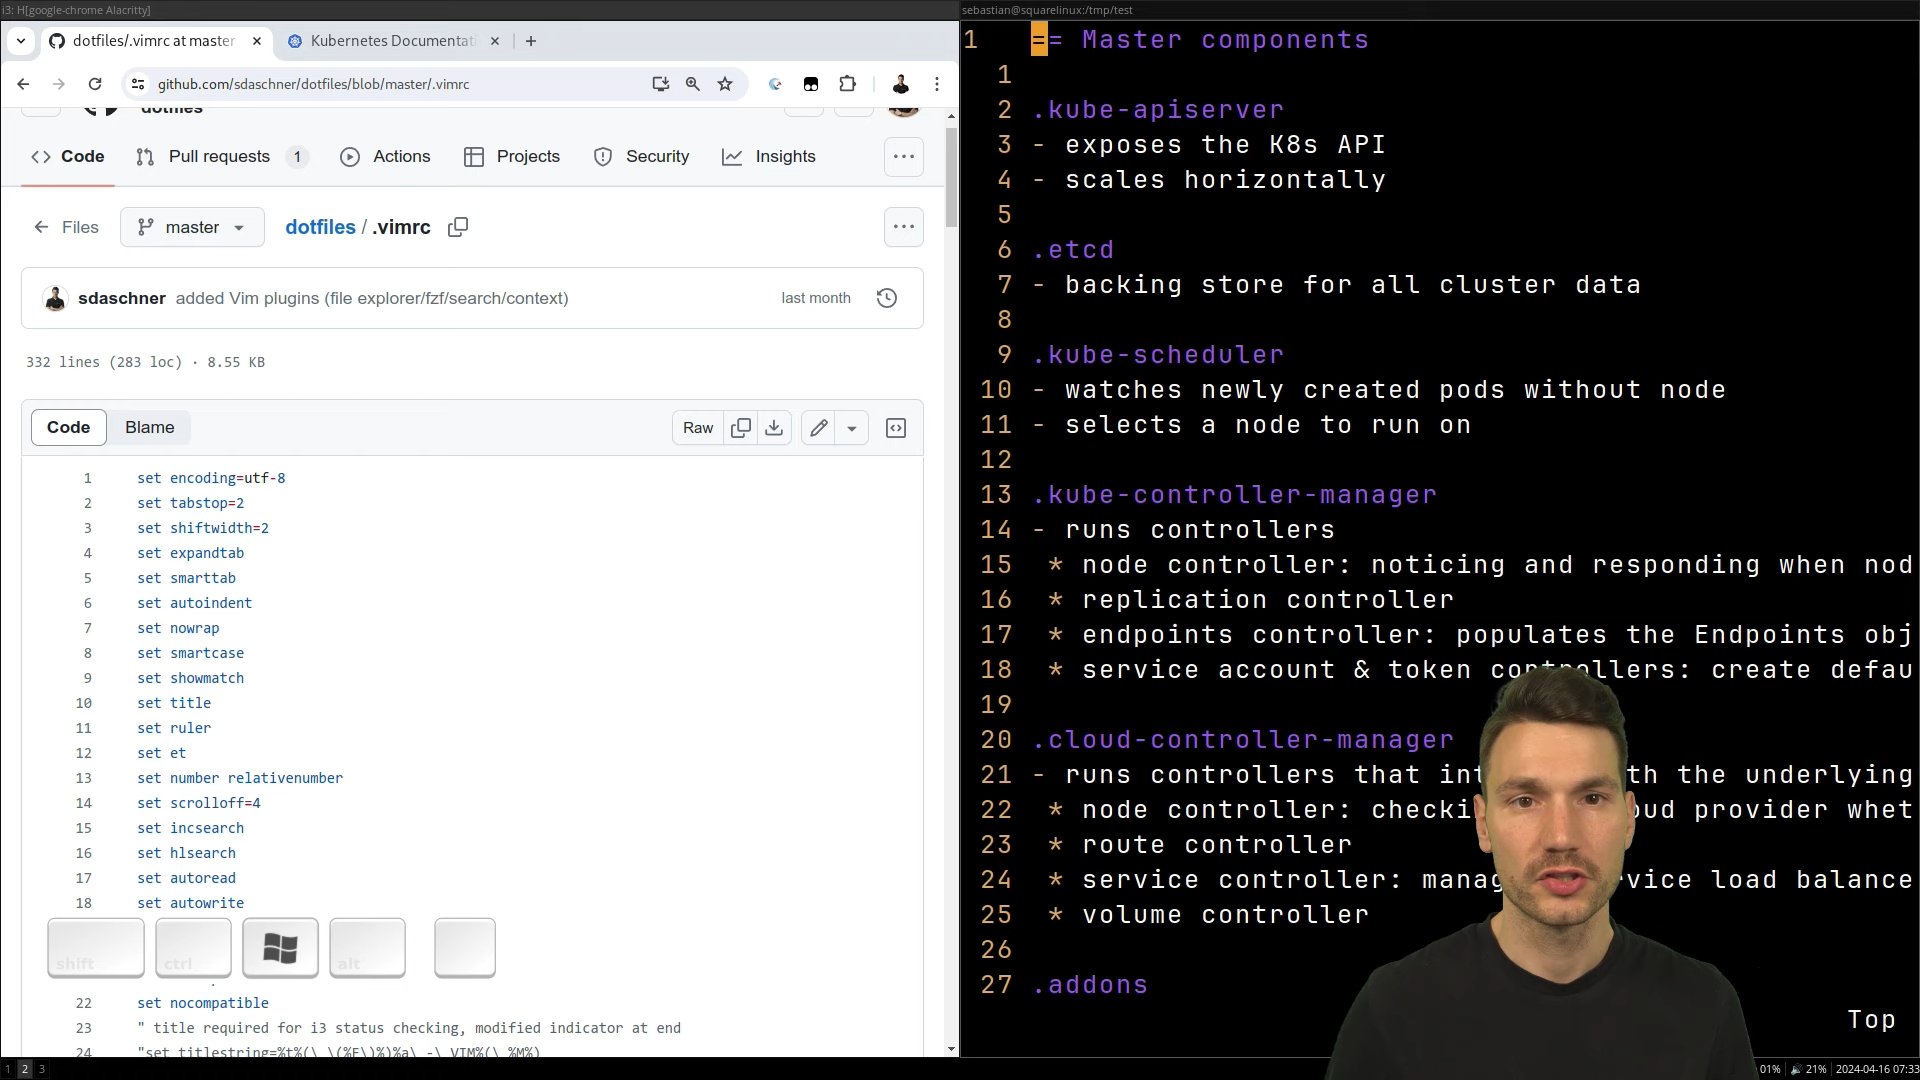 i3: H[google-chrome Alacritty]
sebastian@squarelinux:/tmp/test
dotfiles/.vimrc at master
Kubernetes Documentati
github.com/sdaschner/dotfiles/blob/master/.vimrc
dotfiles
Code
Pull requests 1
Actions
Projects
Security
Insights
Files
master
dotfiles / .vimrc
sdaschner added Vim plugins (file explorer/fzf/search/context)
last month
332 lines (283 loc) · 8.55 KB
Code
Blame
Raw
1 set encoding=utf-8
2 set tabstop=2
3 set shiftwidth=2
4 set expandtab
5 set smarttab
6 set autoindent
7 set nowrap
8 set smartcase
9 set showmatch
10 set title
11 set ruler
12 set et
13 set number relativenumber
14 set scrolloff=4
15 set incsearch
16 set hlsearch
17 set autoread
18 set autowrite
shift
ctrl
alt
22 set nocompatible
23 " title required for i3 status checking, modified indicator at end
24 "set titlestring=%t%(\ \(%F\)%)%a\ -\ VIM%(\ %M%)
1 == Master components
1
2 .kube-apiserver
3 - exposes the K8s API
4 - scales horizontally
5
6 .etcd
7 - backing store for all cluster data
8
9 .kube-scheduler
10 - watches newly created pods without node
11 - selects a node to run on
12
13 .kube-controller-manager
14 - runs controllers
15 * node controller: noticing and responding when nod
16 * replication controller
17 * endpoints controller: populates the Endpoints obj
18 * service account & token controllers: create defau
19
20 .cloud-controller-manager
21 - runs controllers that int th the underlying
22 * node controller: checki oud provider whet
23 * route controller
24 * service controller: manag rvice load balance
25 * volume controller
26
27 .addons
Top
1 2 3
01% 21% 2024-04-16 07:33